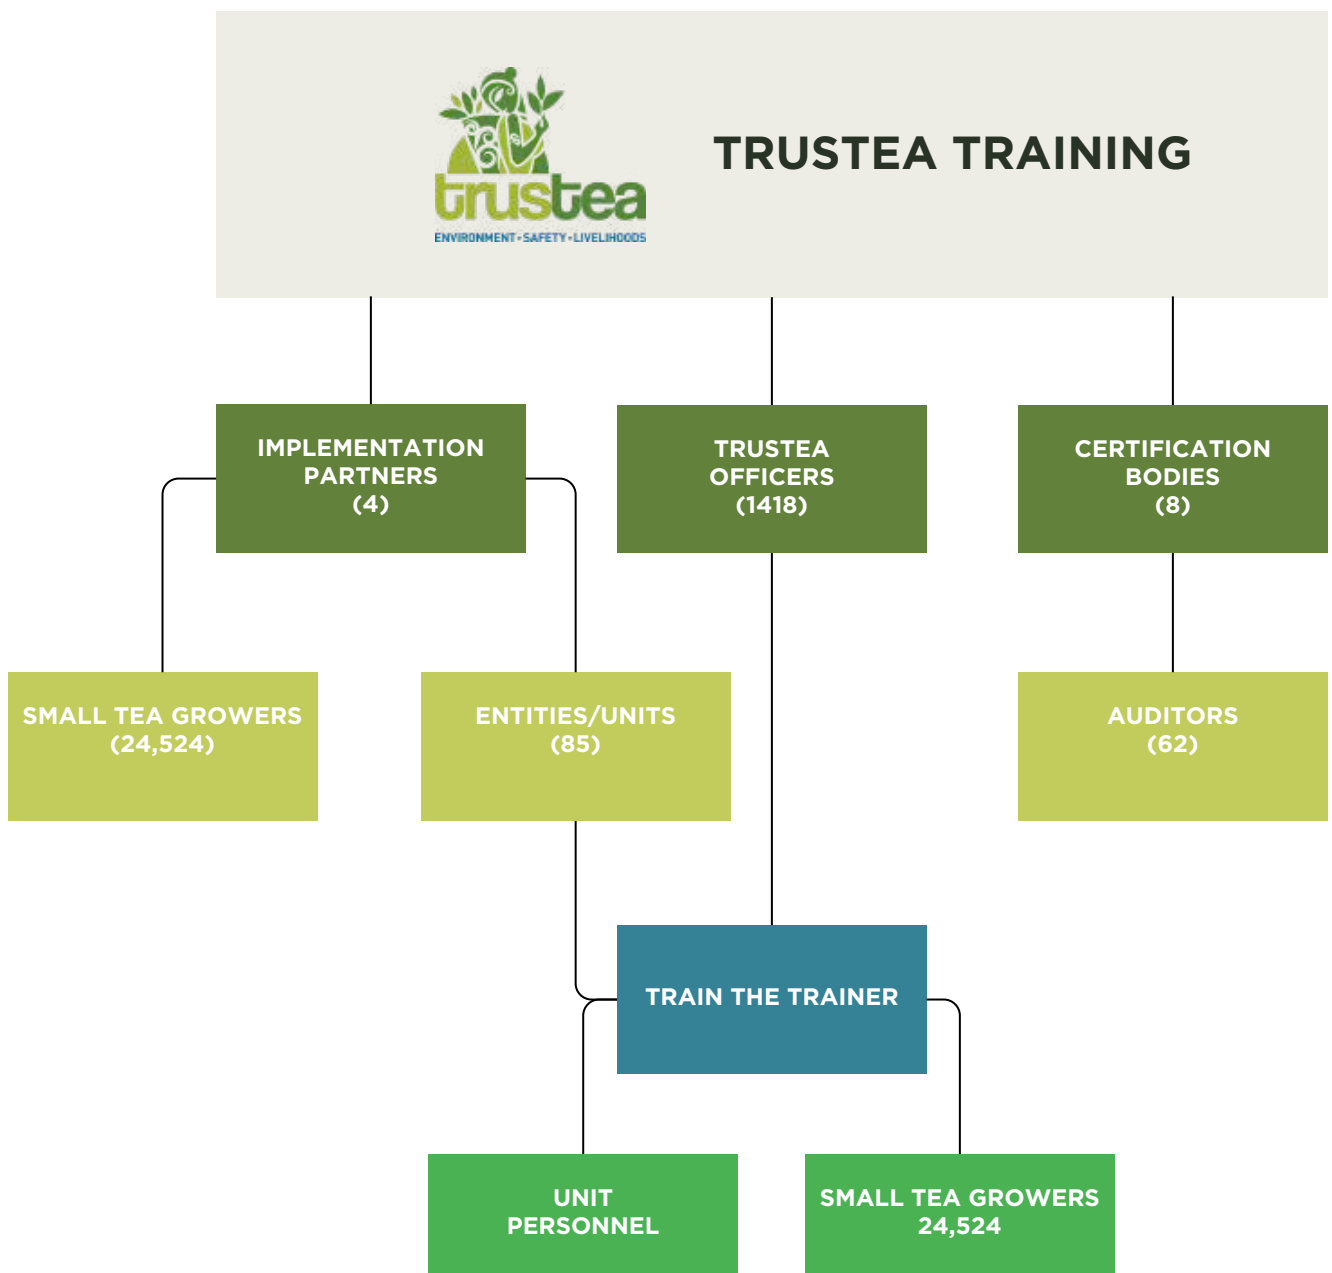 trustea
ENVIRONMENT • SAFETY • LIVELIHOODS
TRUSTEA TRAINING
IMPLEMENTATION
PARTNERS
(4)
TRUSTEA
OFFICERS
(1418)
CERTIFICATION
BODIES
(8)
SMALL TEA GROWERS
(24,524)
ENTITIES/UNITS
(85)
AUDITORS
(62)
TRAIN THE TRAINER
UNIT
PERSONNEL
SMALL TEA GROWERS
24,524